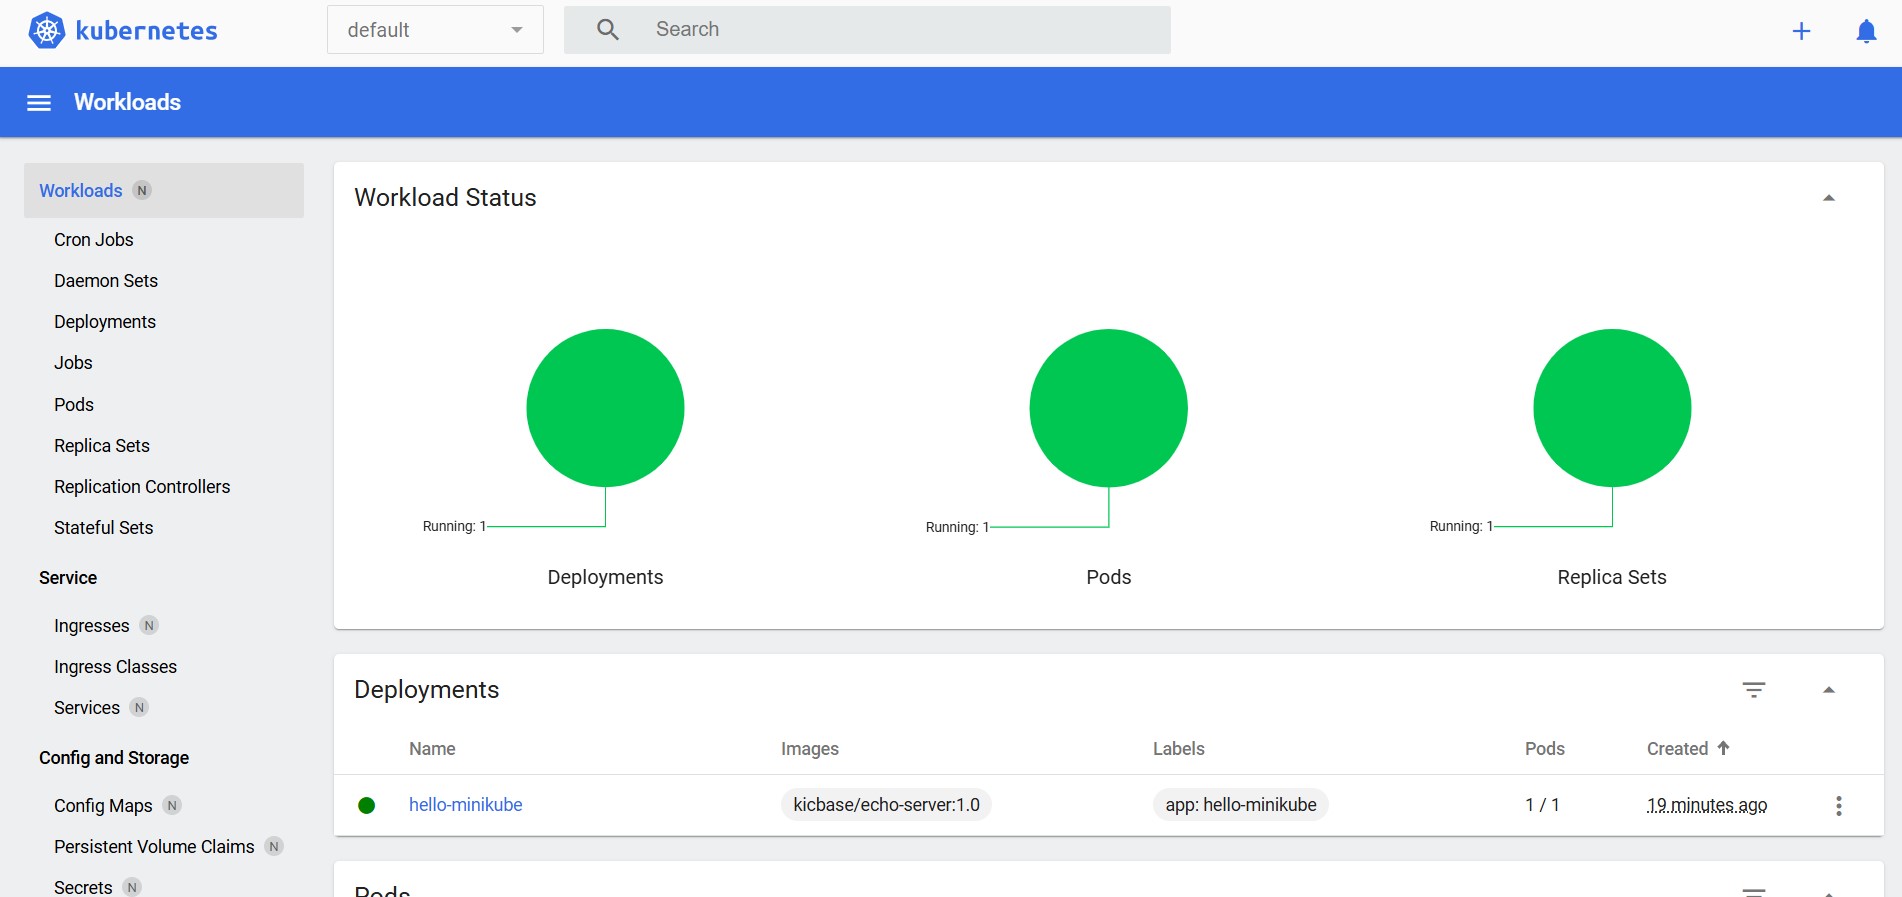 kubernetes
default
Search
Workloads
Workloads N
Cron Jobs
Daemon Sets
Deployments
Jobs
Pods
Replica Sets
Replication Controllers
Stateful Sets
Service
Ingresses N
Ingress Classes
Services N
Config and Storage
Config Maps N
Persistent Volume Claims N
Secrets N
Workload Status
Running: 1
Deployments
Running: 1
Pods
Running: 1
Replica Sets
Deployments
Name Images Labels Pods Created
hello-minikube kicbase/echo-server:1.0 app: hello-minikube 1 / 1 19 minutes ago
Pods